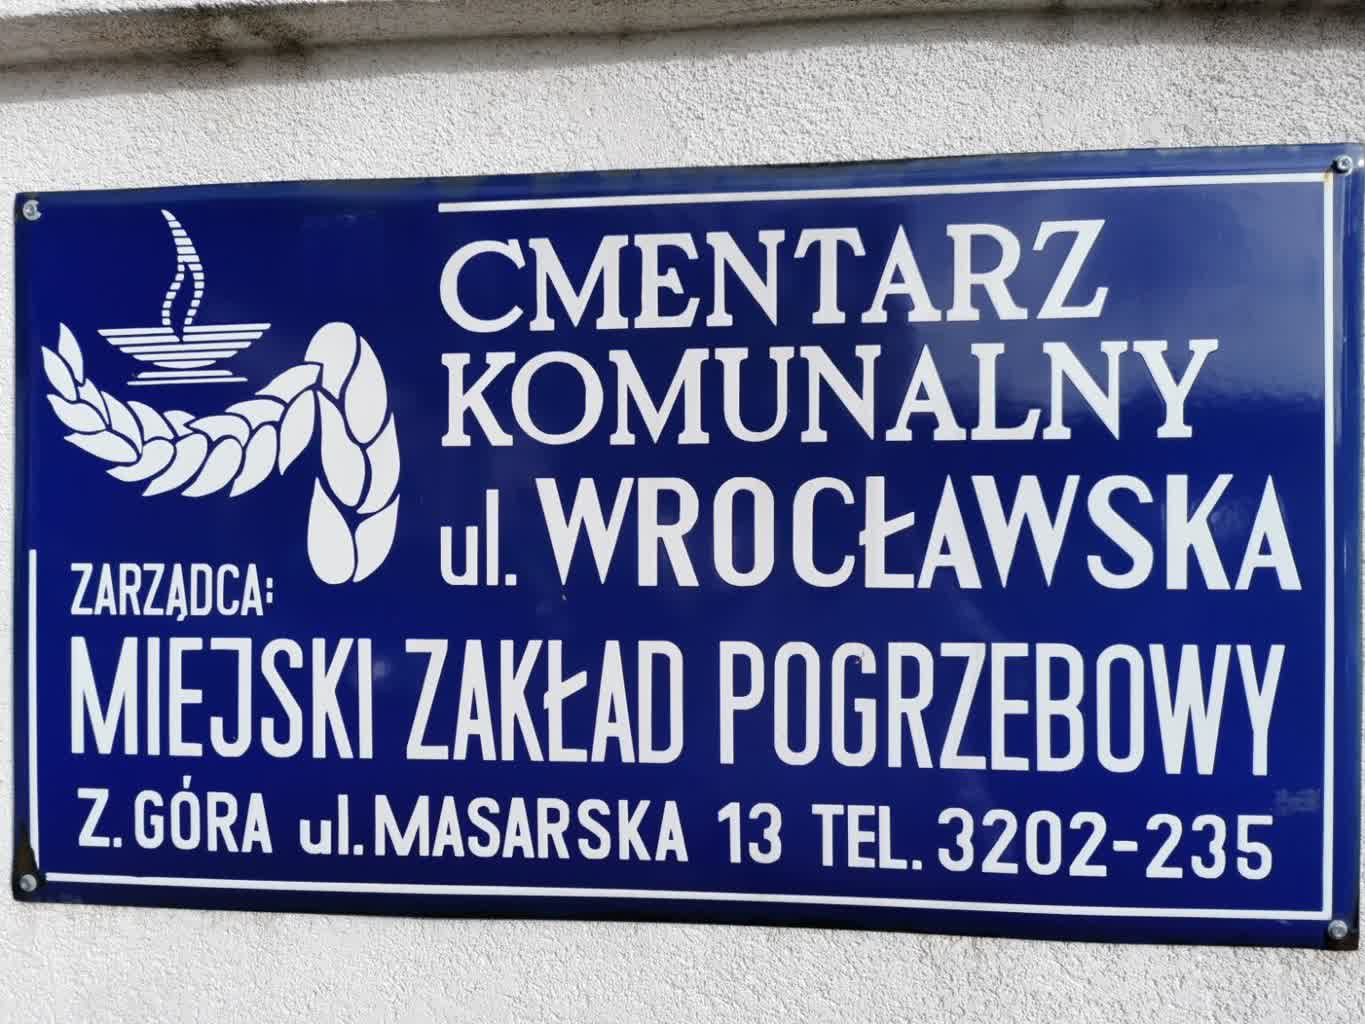 CMENTARZ
KOMUNALNY
ul. WROCŁAWSKA
ZARZĄDCA:
MIEJSKI ZAKŁAD POGRZEBOWY
Z. GÓRA ul. MASARSKA 13 TEL. 3202-235